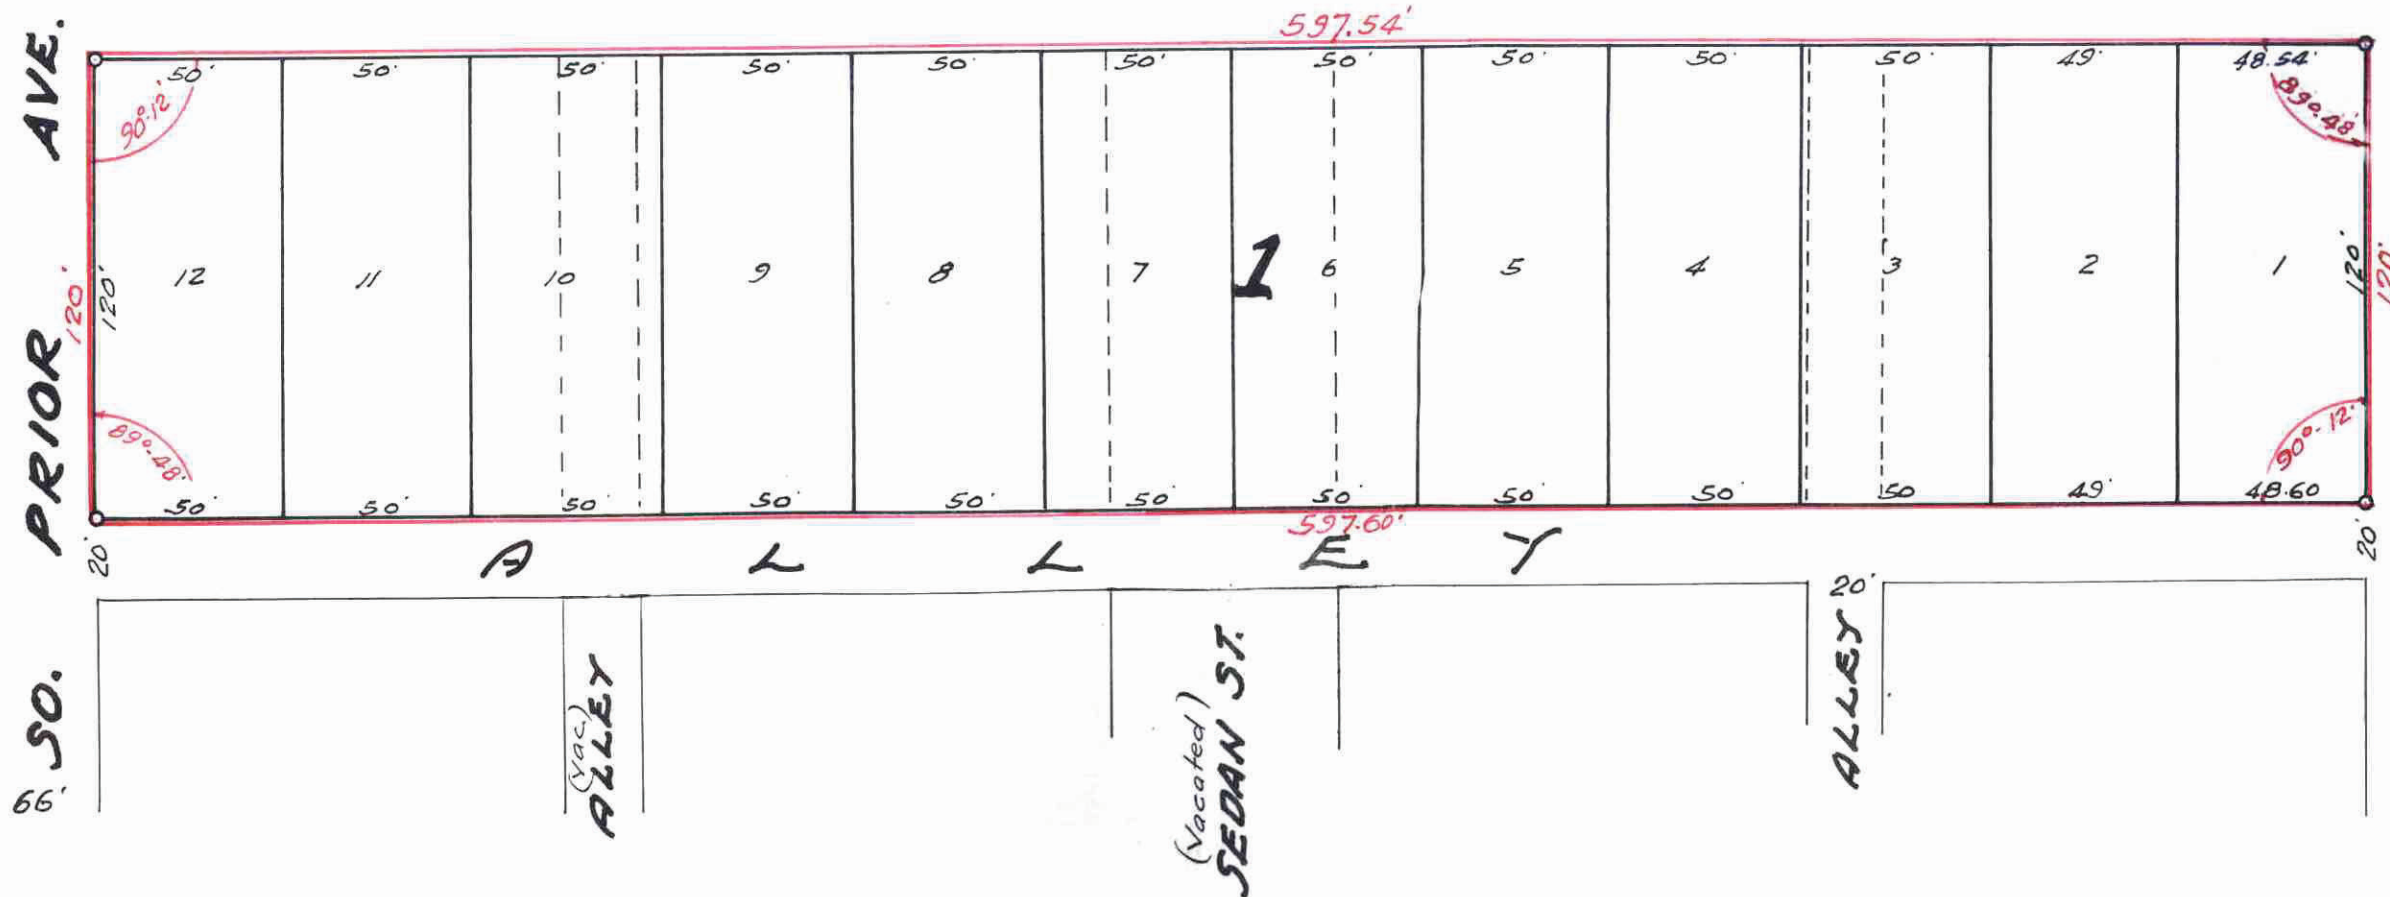 597.54'
50' 50' 50' 50' 50' 50' 50' 50' 50' 50' 49' 48.54'
90°-12' 89°-48'
SO. PRIOR AVE.
120' 120' 12 11 10 9 8 7 1 6 5 4 3 2 1 120' 120'
89°-48' 90°-12'
50' 50' 50' 50' 50' 50' 50' 50' 50' 50 49' 48.60
597.60'
20' ALLEY 20'
20'
66'
(Vac)
ALLEY
(Vacated)
SEDAN ST.
ALLEY